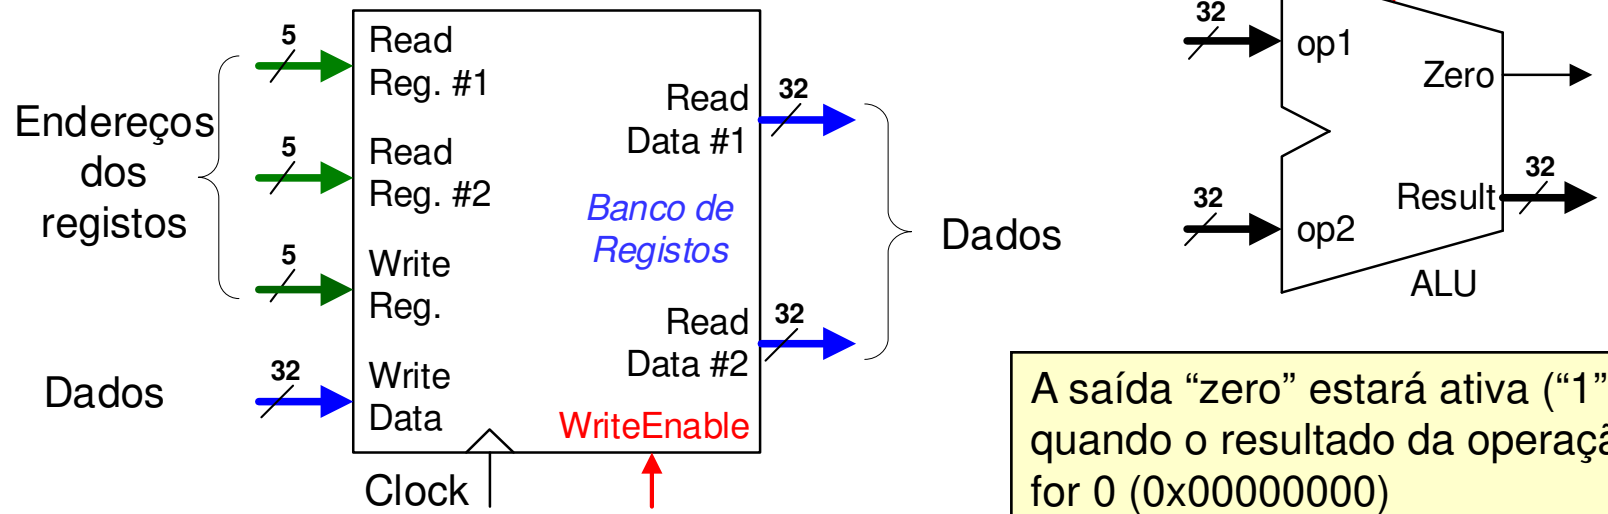 Endereços
dos
registos
Dados
5
5
5
32
Read
Reg. #1
Read
Reg. #2
Write
Reg.
Write
Data
Read
Data #1
Banco de
Registos
Read
Data #2
WriteEnable
Clock
32
32
Dados
32
32
op1
op2
Zero
Result
32
ALU
A saída “zero” estará ativa (“1”
quando o resultado da operaçã
for 0 (0x00000000)